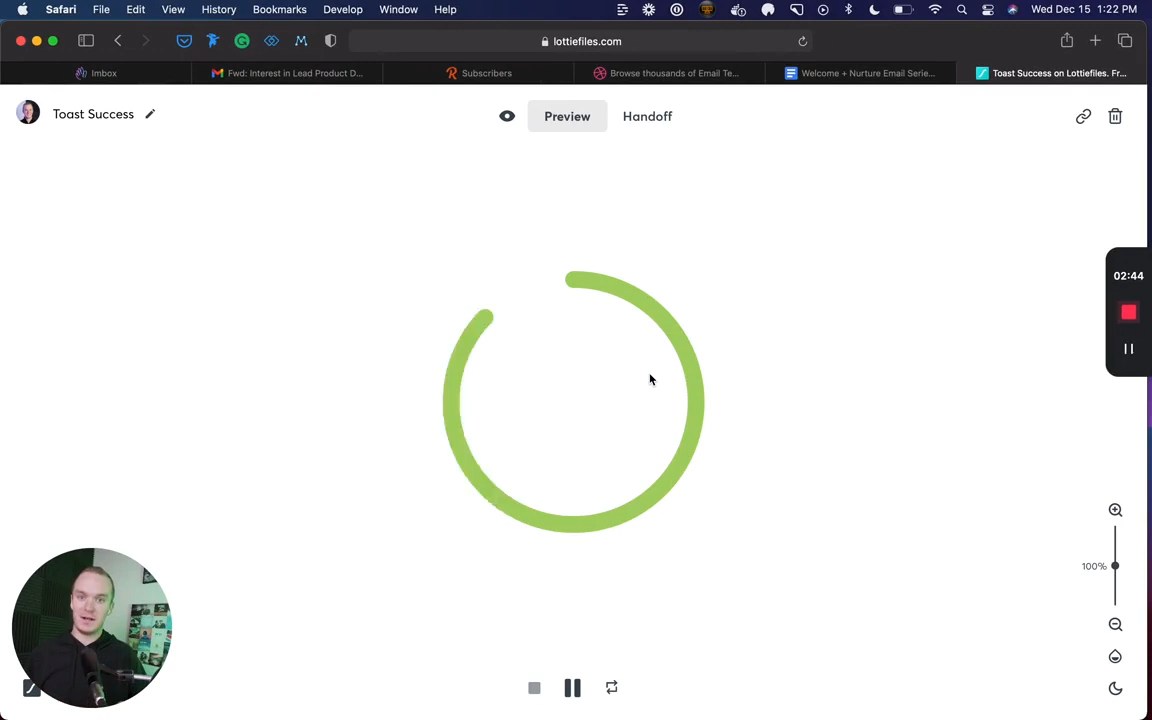 Safari File Edit View History Bookmarks Develop Window Help Wed Dec 15 1:22 PM
lottiefiles.com
Inbox Fwd: Interest in Lead Product D... Subscribers Browse thousands of Email Te... Welcome + Nurture Email Serie... Toast Success on Lottiefiles. Fr...
Toast Success Preview Handoff
02:44
100%